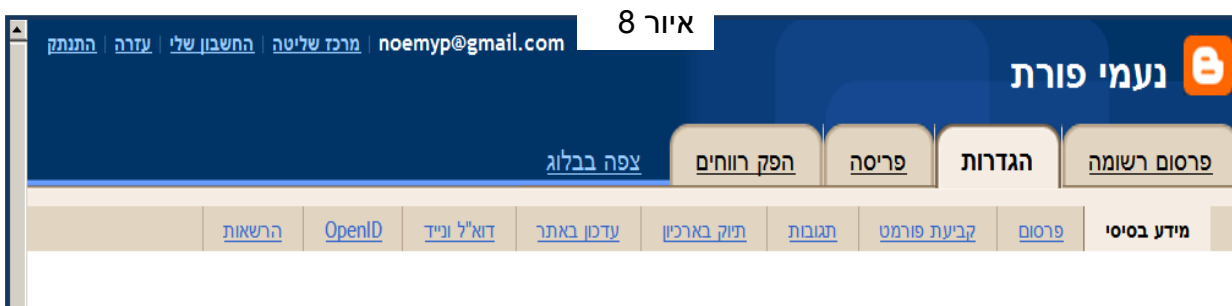 איור 8
noemyp@gmail.com | מרכז שליטה | החשבון שלי | עזרה | התנתק
נעמי פורת
פרסום רשומה הגדרות פריסה הפק רווחים צפה בבלוג
מידע בסיסי פרסום קביעת פורמט תגובות תיוק בארכיון עדכון באתר דוא"ל ונייד OpenID הרשאות